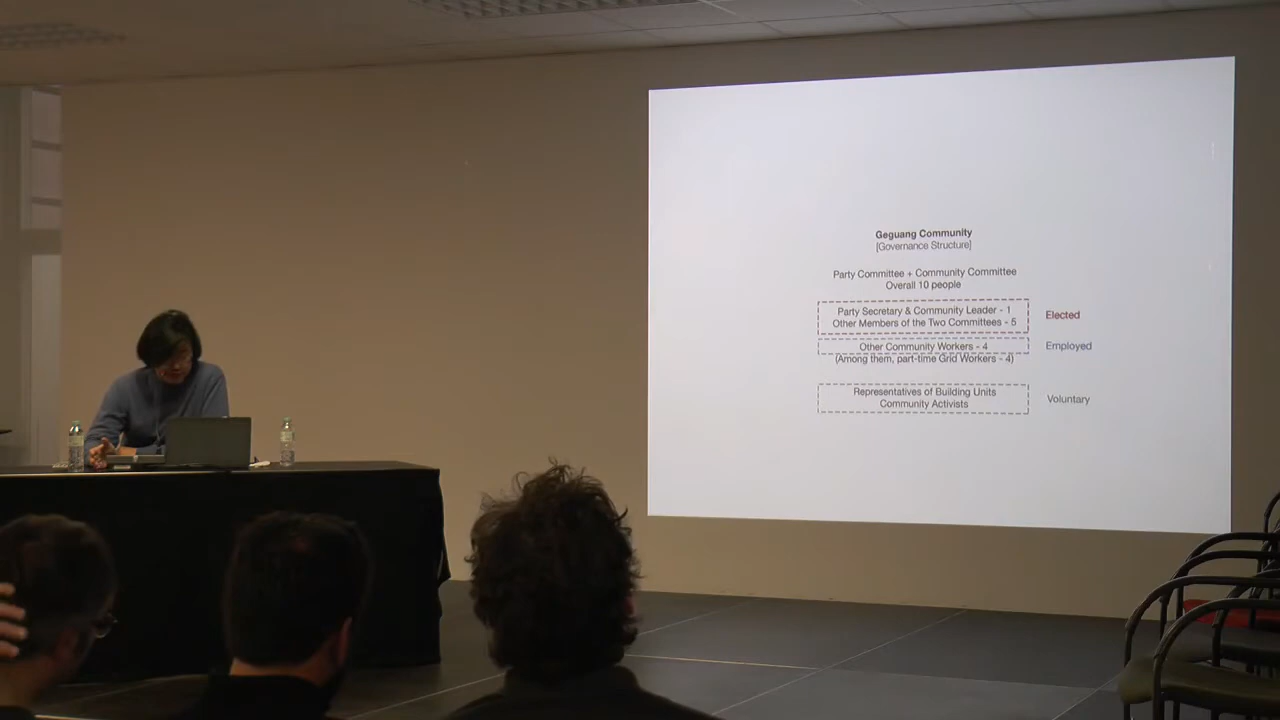 Geguang Community
[Governance Structure]
Party Committee + Community Committee
Overall 10 people
Party Secretary & Community Leader - 1
Other Members of the Two Committees - 5
Elected
Other Community Workers - 4
Employed
(Among them, part-time Grid Workers - 4)
Representatives of Building Units
Community Activists
Voluntary